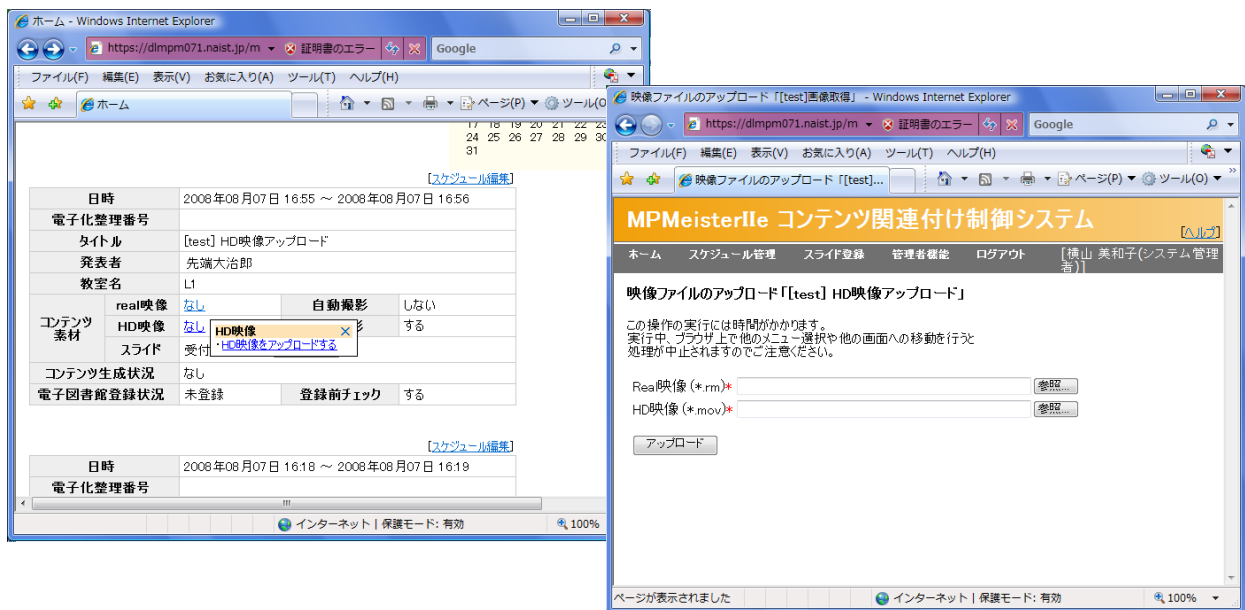 ホーム - Windows Internet Explorer
https://dlmpm071.naist.jp/m 証明書のエラー Google
ファイル(F) 編集(E) 表示(V) お気に入り(A) ツール(T) ヘルプ(H)
ホーム ページ(P) ツール(O
17 18 19 20 21 22 23
24 25 26 27 28 29 30
31
[スケジュール編集]
日時 2008年08月07日 16:55 ~ 2008年08月07日 16:56
電子化整理番号
タイトル [test] HD映像アップロード
発表者 先端大治郎
教室名 L1
コンテンツ素材
real映像 なし 自動撮影 しない
HD映像 なし する
HD映像
・HD映像をアップロードする
スライド 受付
コンテンツ生成状況 なし
電子図書館登録状況 未登録 登録前チェック する
[スケジュール編集]
日時 2008年08月07日 16:18 ~ 2008年08月07日 16:19
電子化整理番号
インターネット | 保護モード: 有効 100%
映像ファイルのアップロード「[test]画像取得」 - Windows Internet Explorer
https://dlmpm071.naist.jp/m 証明書のエラー Google
ファイル(F) 編集(E) 表示(V) お気に入り(A) ツール(T) ヘルプ(H)
映像ファイルのアップロード「[test]... ページ(P) ツール(O)
MPMeisterIIe コンテンツ関連付け制御システム
[ヘルプ]
ホーム スケジュール管理 スライド登録 管理者機能 ログアウト [横山 美和子(システム管理
者)]
映像ファイルのアップロード「[test] HD映像アップロード」
この操作の実行には時間がかかります。
実行中、ブラウザ上で他のメニュー選択や他の画面への移動を行うと
処理が中止されますのでご注意ください。
Real映像 (*.rm)* 参照...
HD映像 (*.mov)* 参照...
アップロード
ページが表示されました インターネット | 保護モード: 有効 100%